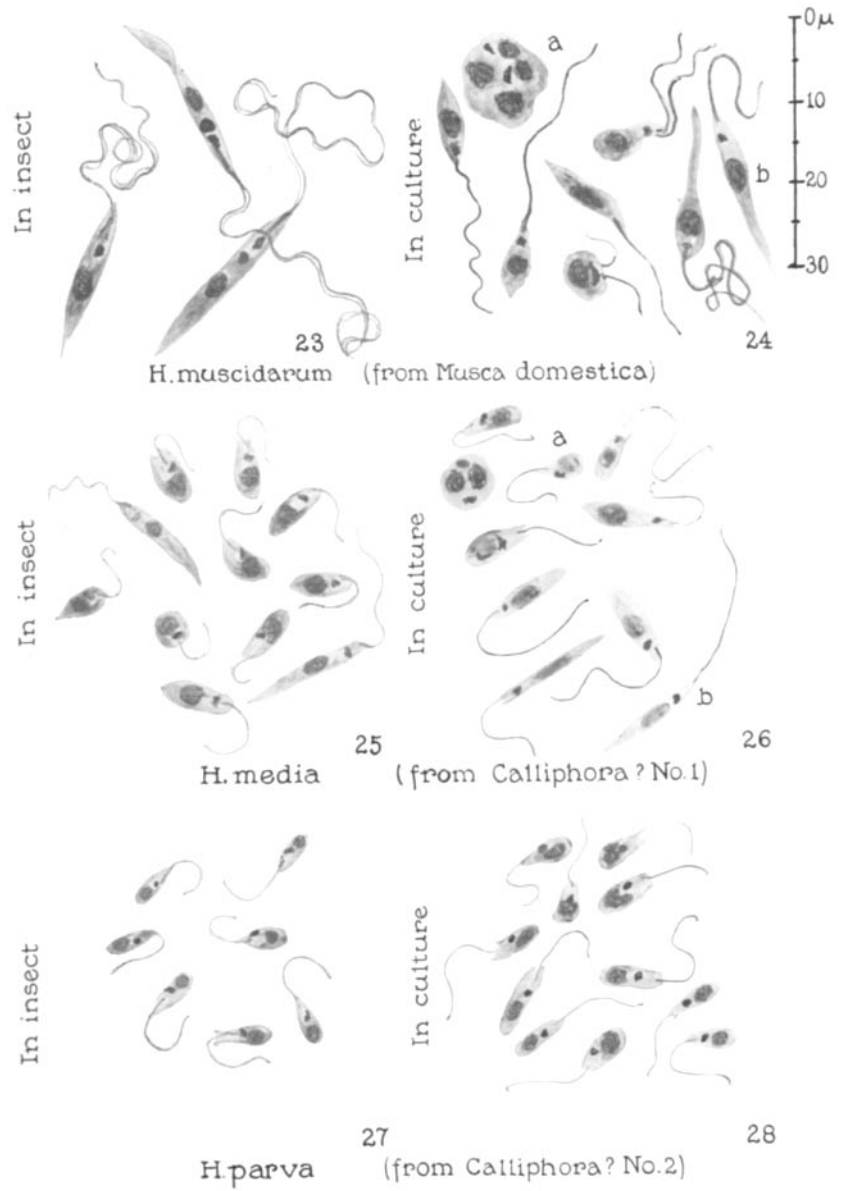 In insect
In culture
a
b
0μ
10
20
30
23
24
H.muscidarum (from Musca domestica)
In insect
In culture
a
b
25
26
H.media (from Calliphora? No.1)
In insect
In culture
27
28
H.parva (from Calliphora? No.2)